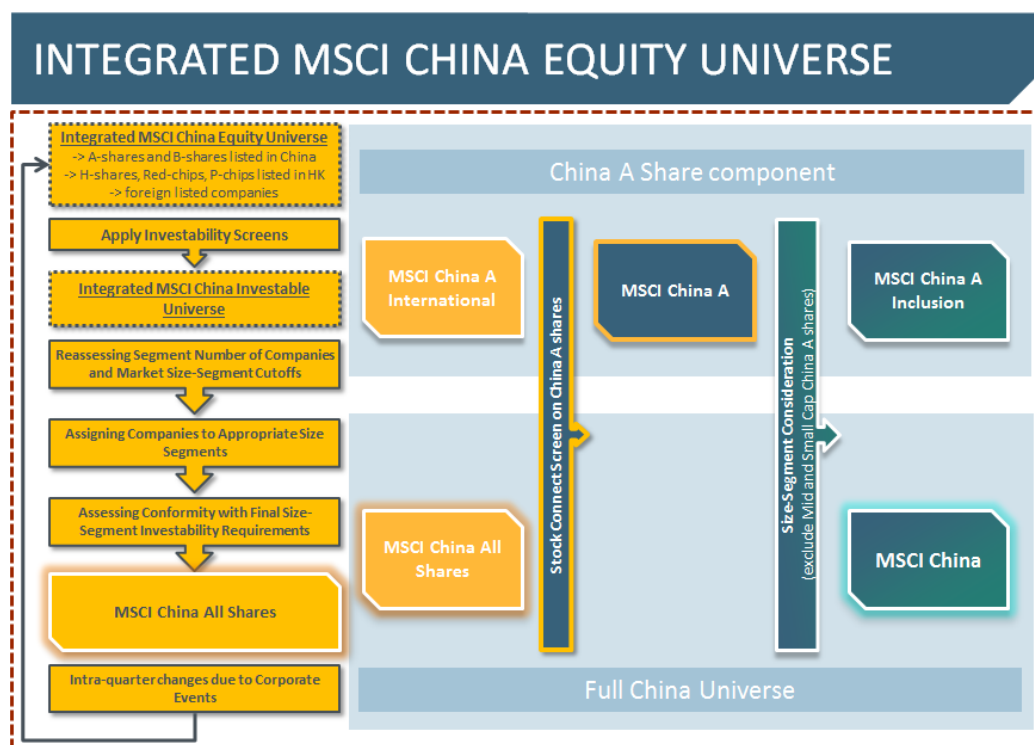 INTEGRATED MSCI CHINA EQUITY UNIVERSE
Integrated MSCI China Equity Universe
-> A-shares and B-shares listed in China
-> H-shares, Red-chips, P-chips listed in HK
-> foreign listed companies
Apply Investability Screens
Integrated MSCI China Investable
Universe
Reassessing Segment Number of Companies
and Market Size-Segment Cutoffs
Assigning Companies to Appropriate Size
Segments
Assessing Conformity with Final Size-
Segment Investability Requirements
MSCI China All Shares
Intra-quarter changes due to Corporate
Events
China A Share component
MSCI China A
International
Stock Connect Screen on China A shares
MSCI China A
Size-Segment Consideration
(exclude Mid and Small Cap China A shares)
MSCI China A
Inclusion
MSCI China All
Shares
MSCI China
Full China Universe